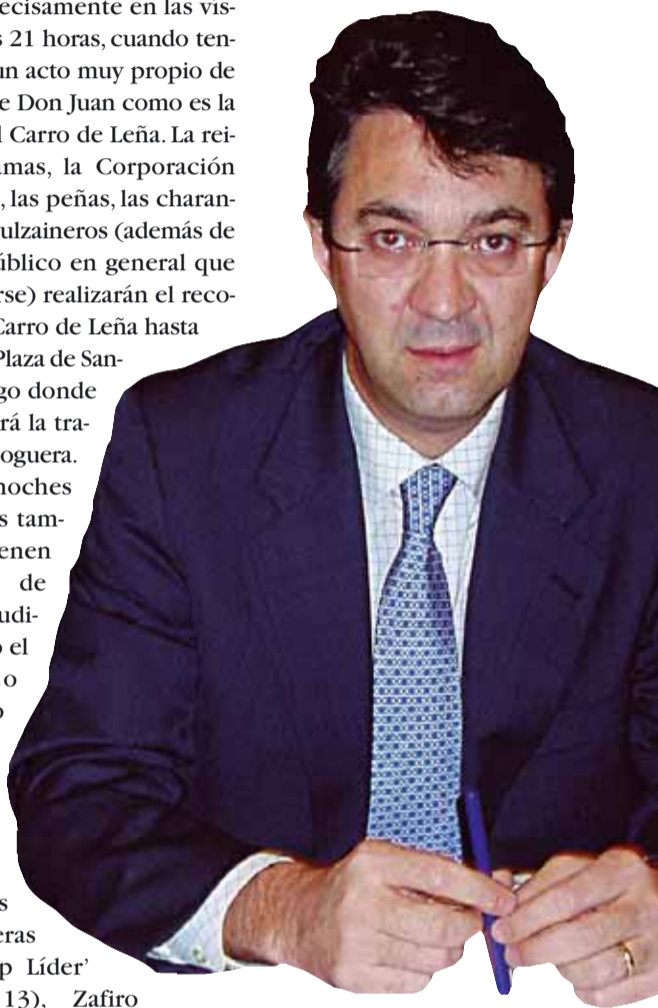 ecisamente en las vís-
s 21 horas, cuando ten-
un acto muy propio de
e Don Juan como es la
l Carro de Leña. La rei-
amas, la Corporación
, las peñas, las charan-
ulzaineros (además de
úblico en general que
rse) realizarán el reco-
Carro de Leña hasta
Plaza de San-
go donde
rá la tra-
oguera.
noches
s tam-
enen
de
udi-
o el
o
o
s
eras
p Líder'
13), Zafiro